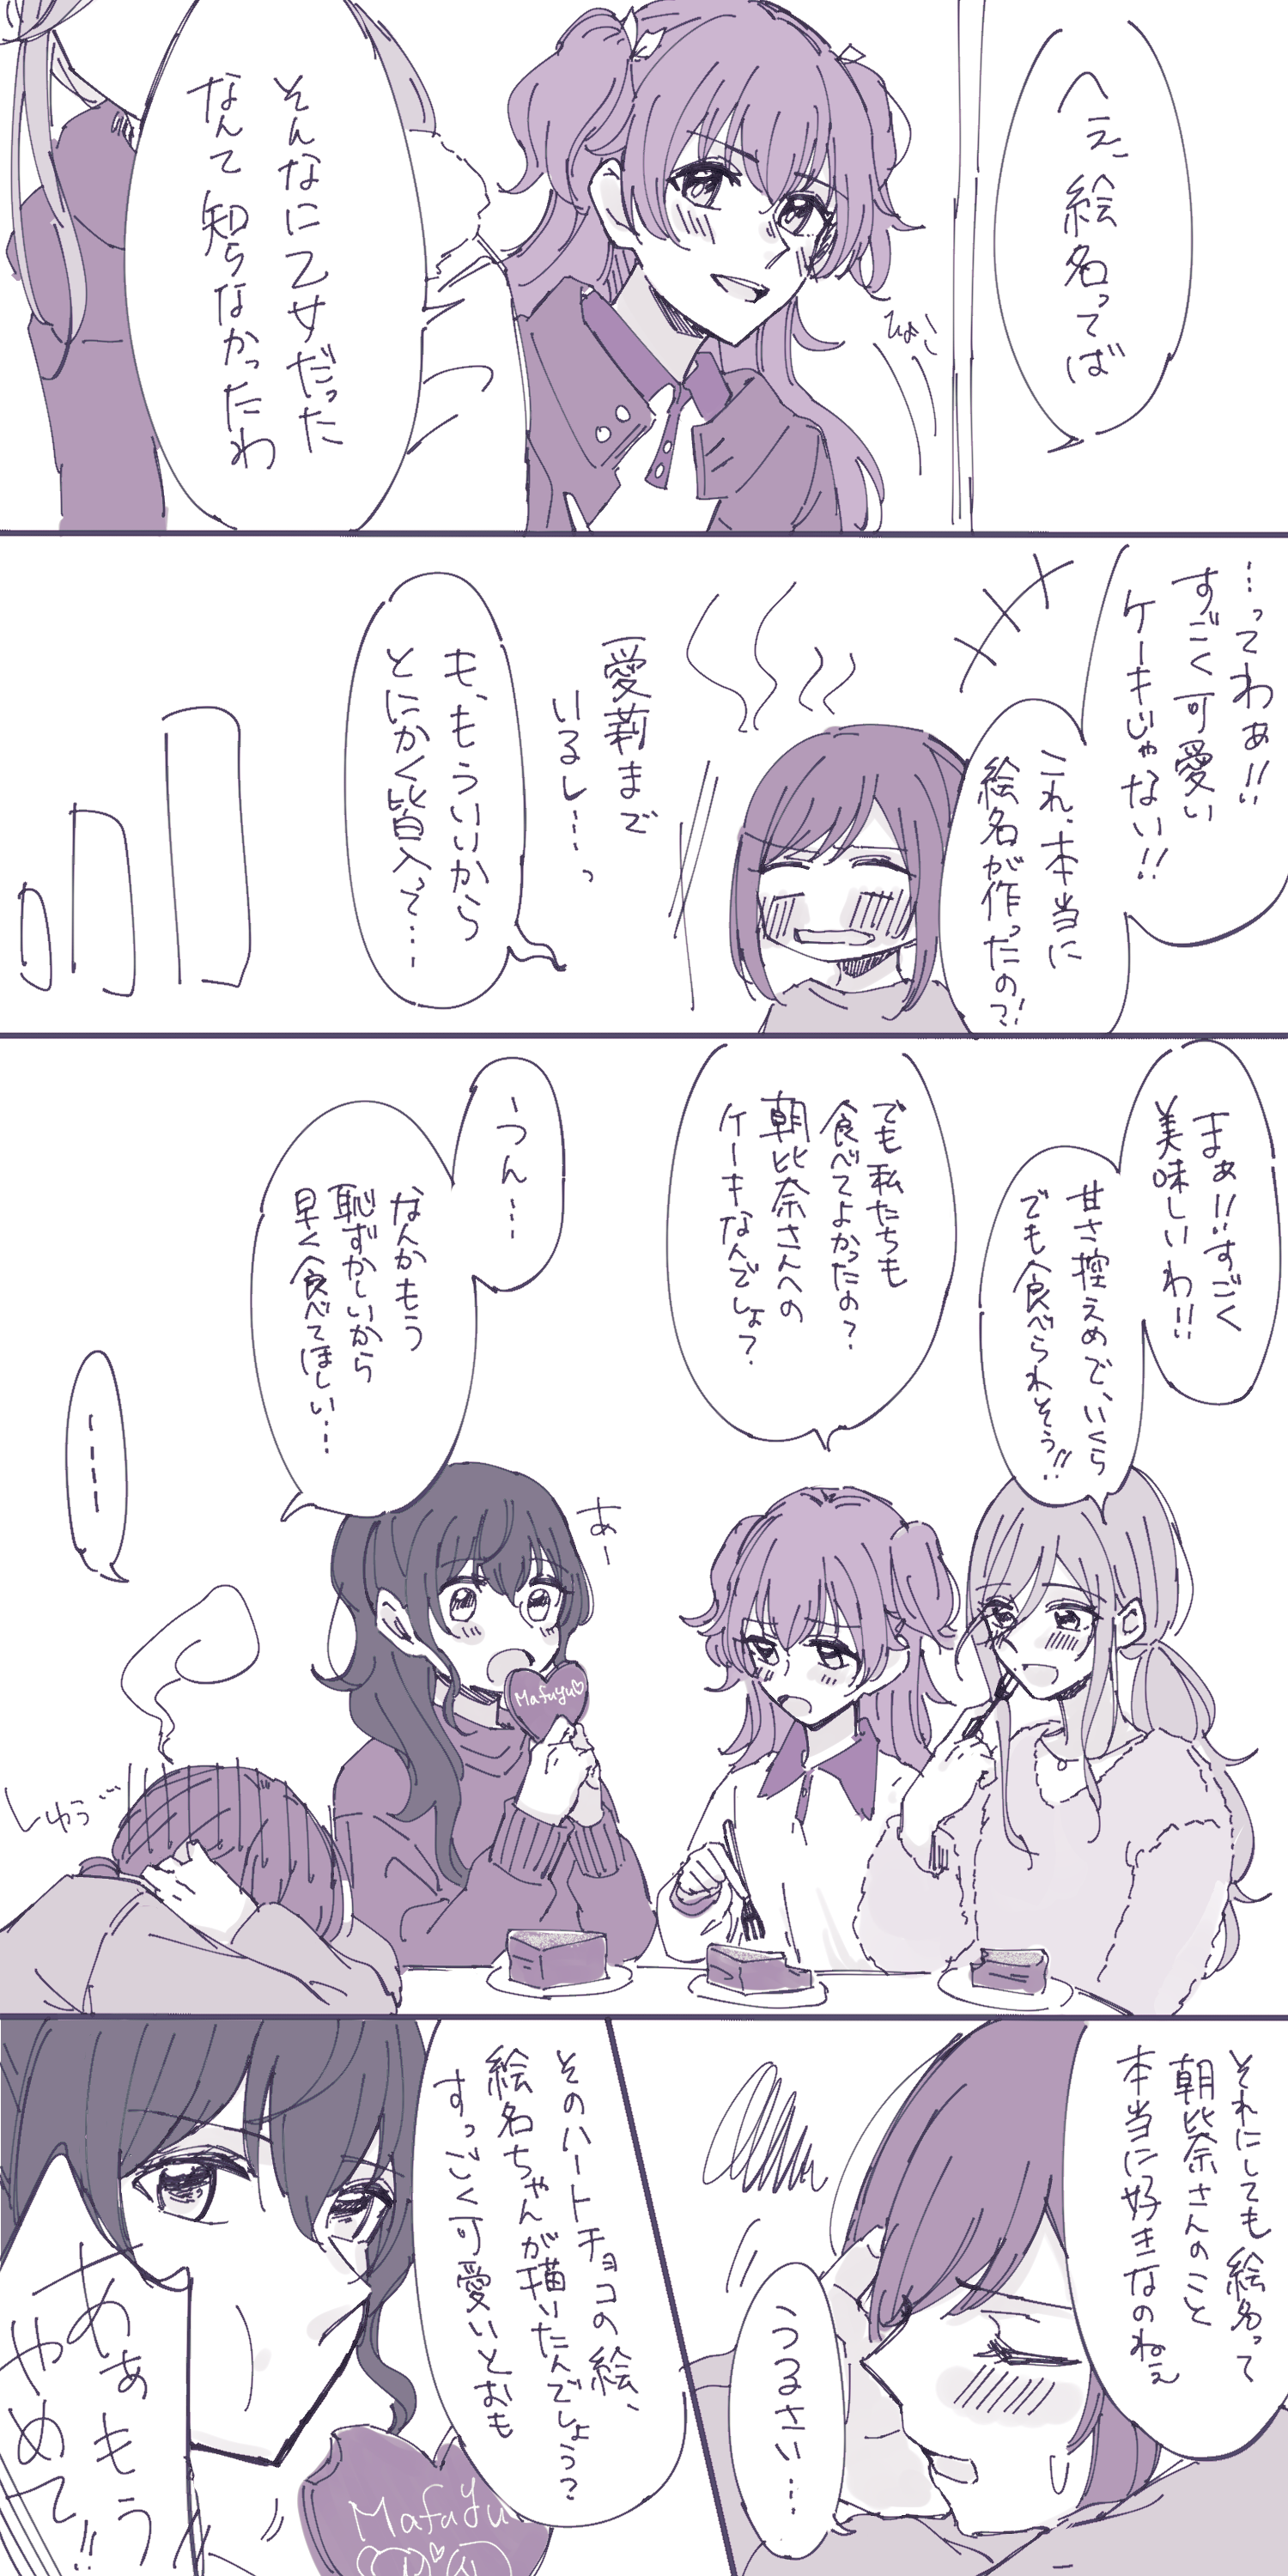 へえ、絵名ってば
ひょこ
そんなに乙女だった
なんて知らなかったわ
…ってわぁ!!
すごく可愛い
ケーキじゃない!!
これ、本当に
絵名が作ったの?!
愛莉まで
いるし…っ
も、もういいから
とにかく皆入って…
まぁ!!すごく
美味しいわ!!
甘さ控えめで、いくら
でも食べられそう!!
でも私たちも
食べてよかったの?
朝比奈さんへの
ケーキなんでしょ?
うん…
なんかもう
恥ずかしいから
早く食べてほしい…
あー
Mafuyu♡
……
しゅう…
それにしても絵名って
朝比奈さんのこと
本当に好きなのねぇ
うるさい…
そのハートチョコの絵、
絵名ちゃんが描いたんでしょう?
すっごく可愛いとおも
Mafuyu
あぁもう
やめて!!